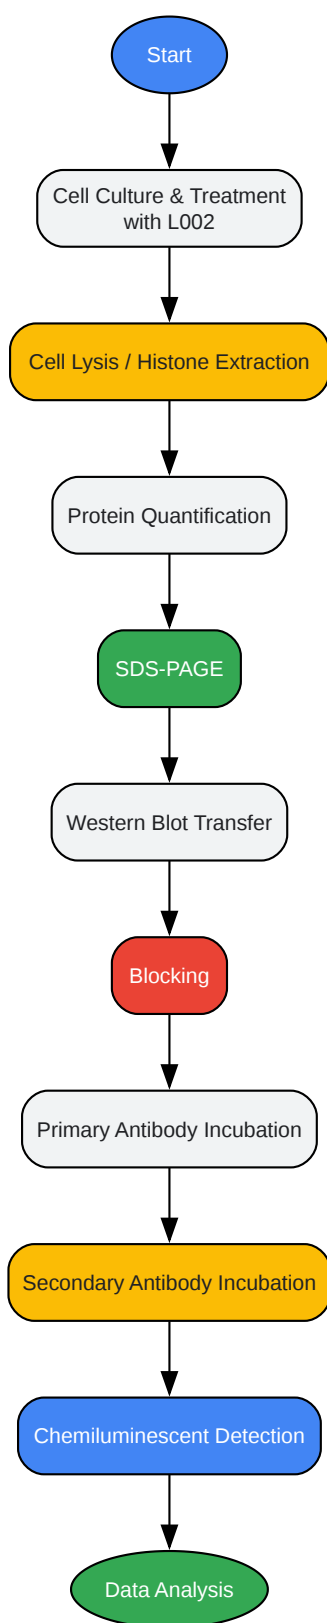 Start
Cell Culture & Treatment
with L002
Cell Lysis / Histone Extraction
Protein Quantification
SDS-PAGE
Western Blot Transfer
Blocking
Primary Antibody Incubation
Secondary Antibody Incubation
Chemiluminescent Detection
Data Analysis